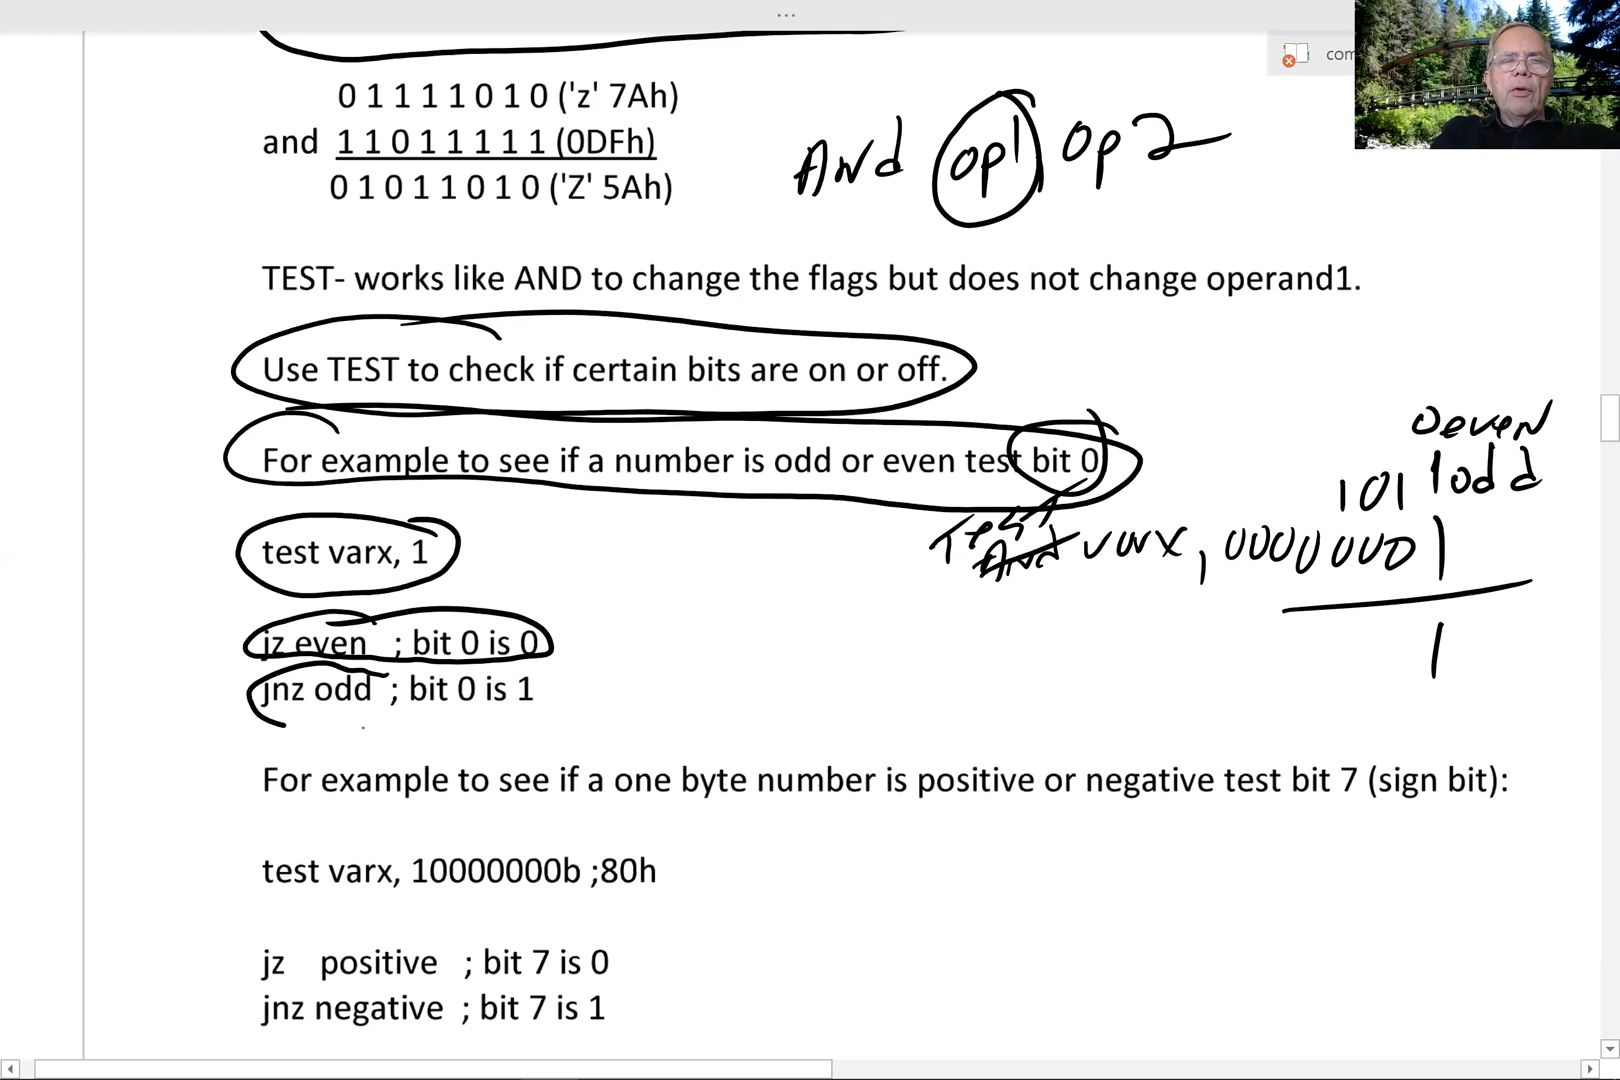 ...
com
0 1 1 1 1 0 1 0 ('z' 7Ah)
and 1 1 0 1 1 1 1 1 (0DFh)
0 1 0 1 1 0 1 0 ('Z' 5Ah)
AND op1, op2
TEST- works like AND to change the flags but does not change operand1.
Use TEST to check if certain bits are on or off.
For example to see if a number is odd or even test bit 0
0 even
101 1 odd
Test And varx, 0000000 1
1
test varx, 1
jz even ; bit 0 is 0
jnz odd ; bit 0 is 1
For example to see if a one byte number is positive or negative test bit 7 (sign bit):
test varx, 10000000b ;80h
jz positive ; bit 7 is 0
jnz negative ; bit 7 is 1